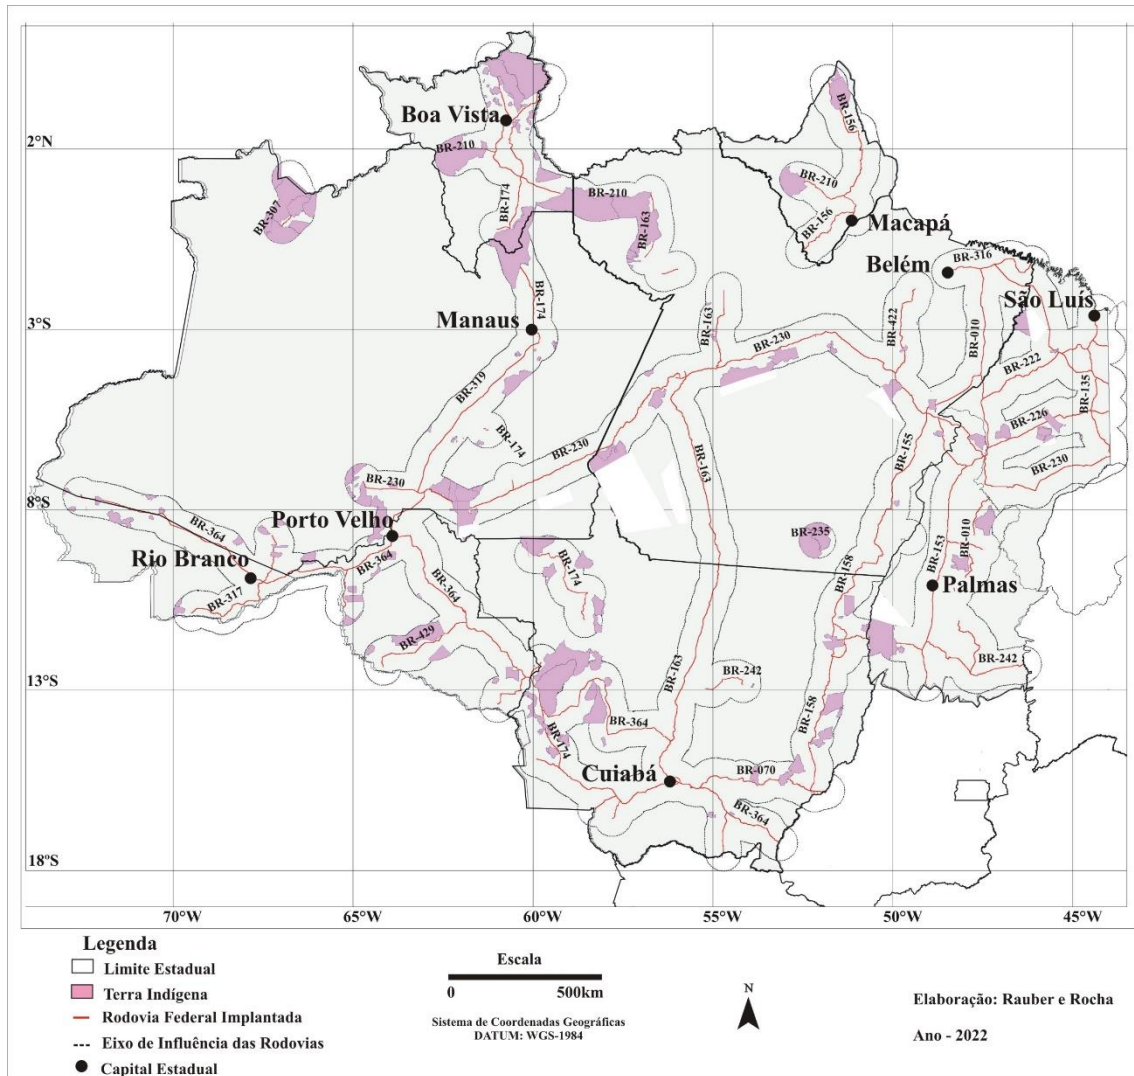 Boa Vista
BR-156
2°N
BR-210
BR-210
BR-307
BR-174
BR-210
BR-163
BR-156
Macapá
Belém
BR-316
São Luís
BR-174
Manaus
3°S
BR-163
BR-230
BR-422
BR-010
BR-222
BR-135
BR-319
BR-226
BR-174
BR-230
BR-163
BR-155
BR-230
BR-230
8°S
Porto Velho
BR-364
Rio Branco
BR-364
BR-317
BR-174
BR-364
BR-235
BR-158
BR-153
BR-010
Palmas
BR-429
BR-163
BR-242
BR-242
13°S
BR-174
BR-364
BR-158
Cuiabá
BR-070
BR-364
18°S
70°W
65°W
60°W
55°W
50°W
45°W
Legenda
Limite Estadual
Terra Indígena
Rodovia Federal Implantada
Eixo de Influência das Rodovias
Capital Estadual
Escala
0 500km
Sistema de Coordenadas Geográficas
DATUM: WGS-1984
N
Elaboração: Rauber e Rocha
Ano - 2022